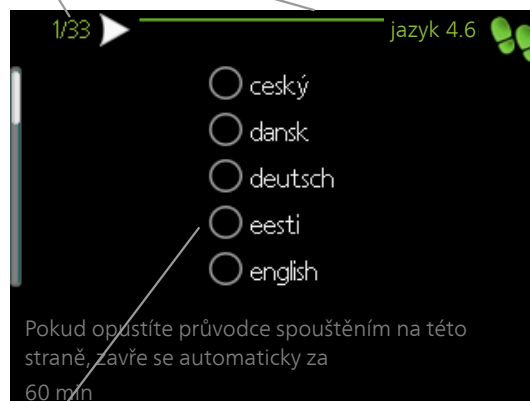 1/33
jazyk 4.6
ceský
dansk
deutsch
eesti
english
Pokud opustíte průvodce spouštěním na této
straně, zavře se automaticky za
60 min